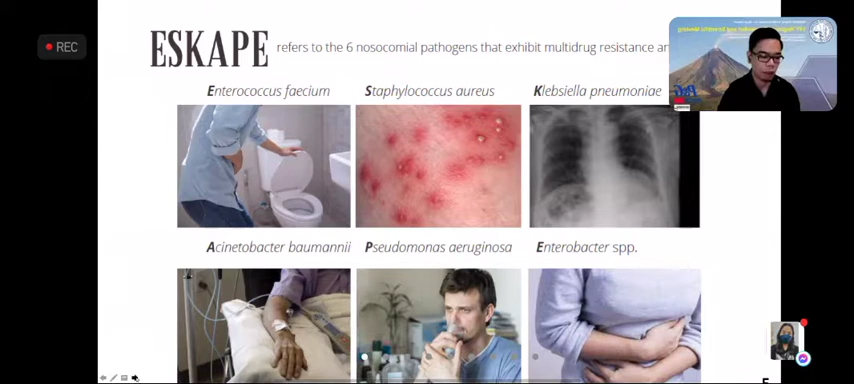 REC
ESKAPE refers to the 6 nosocomial pathogens that exhibit multidrug resistance an
Enterococcus faecium Staphylococcus aureus Klebsiella pneumoniae
Acinetobacter baumannii Pseudomonas aeruginosa Enterobacter spp.